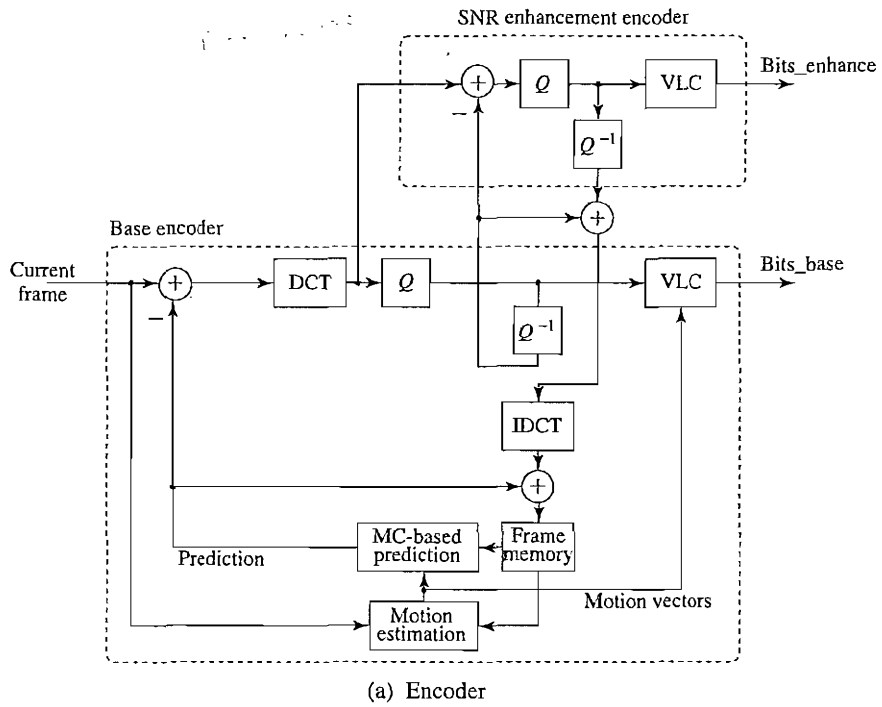 SNR enhancement encoder
Bits_enhance
+
Q
VLC
−
Q⁻¹
+
Base encoder
Current
frame
+
DCT
Q
VLC
Bits_base
−
Q⁻¹
IDCT
+
MC-based
prediction
Frame
memory
Prediction
Motion vectors
Motion
estimation
(a) Encoder